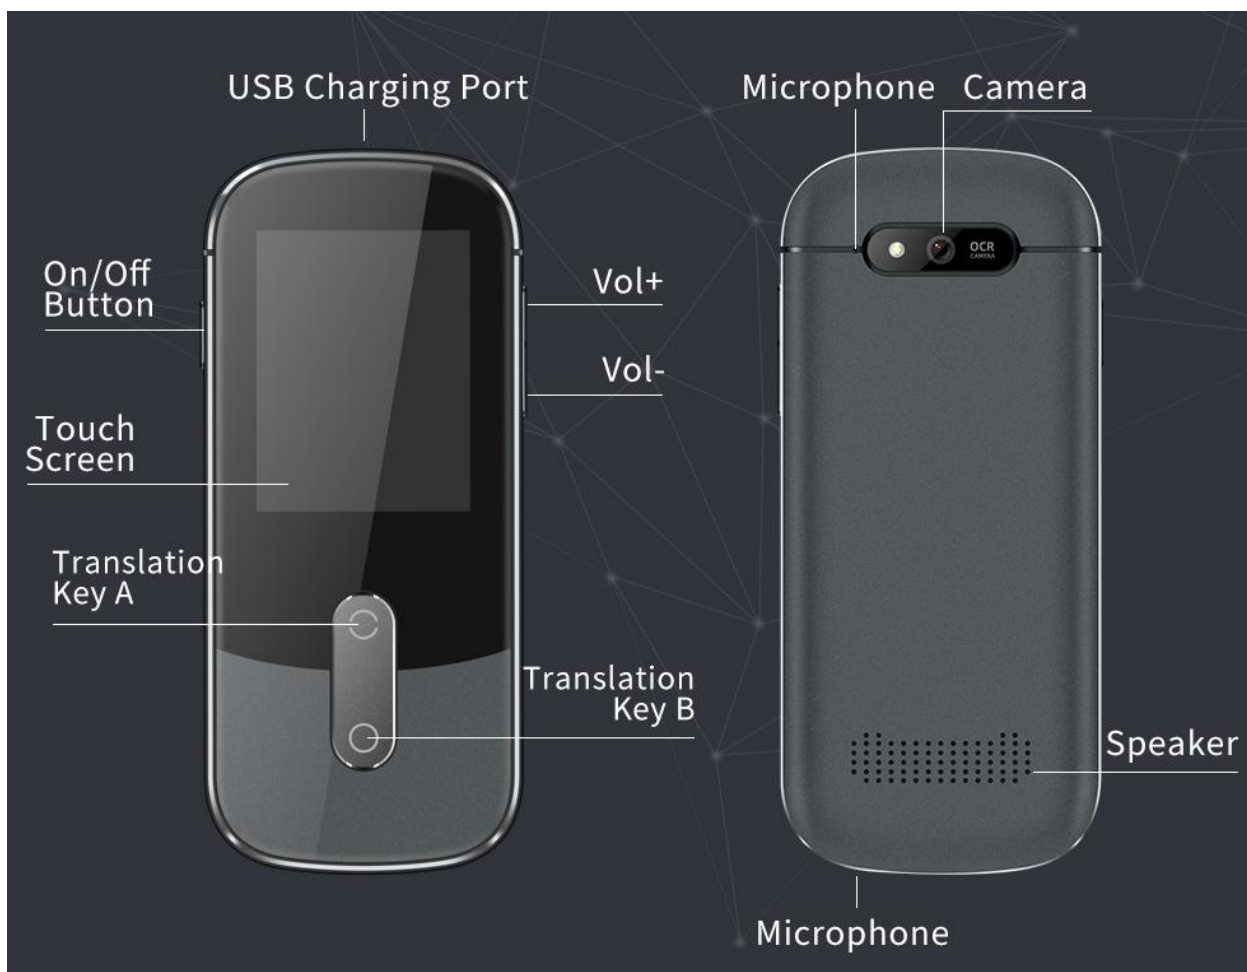 USB Charging Port
Microphone Camera
OCR
CAMERA
On/Off
Button
Vol+
Vol-
Touch
Screen
Translation
Key A
Translation
Key B
Speaker
Microphone